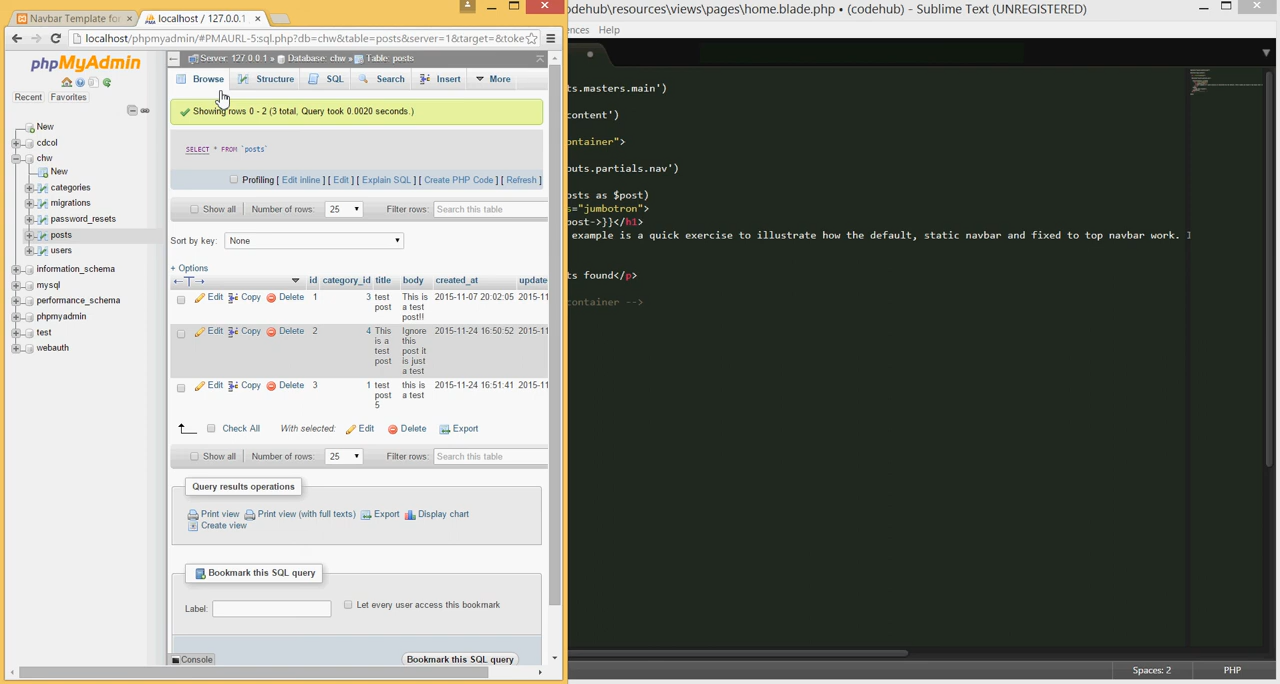 Navbar Template for
localhost / 127.0.0.1
localhost/phpmyadmin/#PMAURL-5:sql.php?db=chw&table=posts&server=1&target=&toke
phpMyAdmin
Recent
Favorites
New
cdcol
chw
New
categories
migrations
password_resets
posts
users
information_schema
mysql
performance_schema
phpmyadmin
test
webauth
Server: 127.0.0.1 » Database: chw » Table: posts
Browse Structure SQL Search Insert More
Showing rows 0 - 2 (3 total, Query took 0.0020 seconds.)
SELECT * FROM `posts`
Profiling [ Edit inline ] [ Edit ] [ Explain SQL ] [ Create PHP Code ] [ Refresh ]
Show all Number of rows: 25 Filter rows: Search this table
Sort by key: None
+ Options
←T→ id category_id title body created_at update
Edit Copy Delete 1 3 test This is 2015-11-07 20:02:05 2015-11
post a test
post!!
Edit Copy Delete 2 4 This Ignore 2015-11-24 16:50:52 2015-11
is a this
test post it
post is just
a test
Edit Copy Delete 3 1 test this is 2015-11-24 16:51:41 2015-11
post a test
5
Check All With selected: Edit Delete Export
Show all Number of rows: 25 Filter rows: Search this table
Query results operations
Print view Print view (with full texts) Export Display chart
Create view
Bookmark this SQL query
Label: Let every user access this bookmark
Console
Bookmark this SQL query
odehub\resources\views\pages\home.blade.php • (codehub) - Sublime Text (UNREGISTERED)
ences Help
ts.masters.main')
content')
ntainer">
outs.partials.nav')
osts as $post)
s="jumbotron">
post->}}</h1>
example is a quick exercise to illustrate how the default, static navbar and fixed to top navbar work. I
ts found</p>
container -->
Spaces: 2 PHP